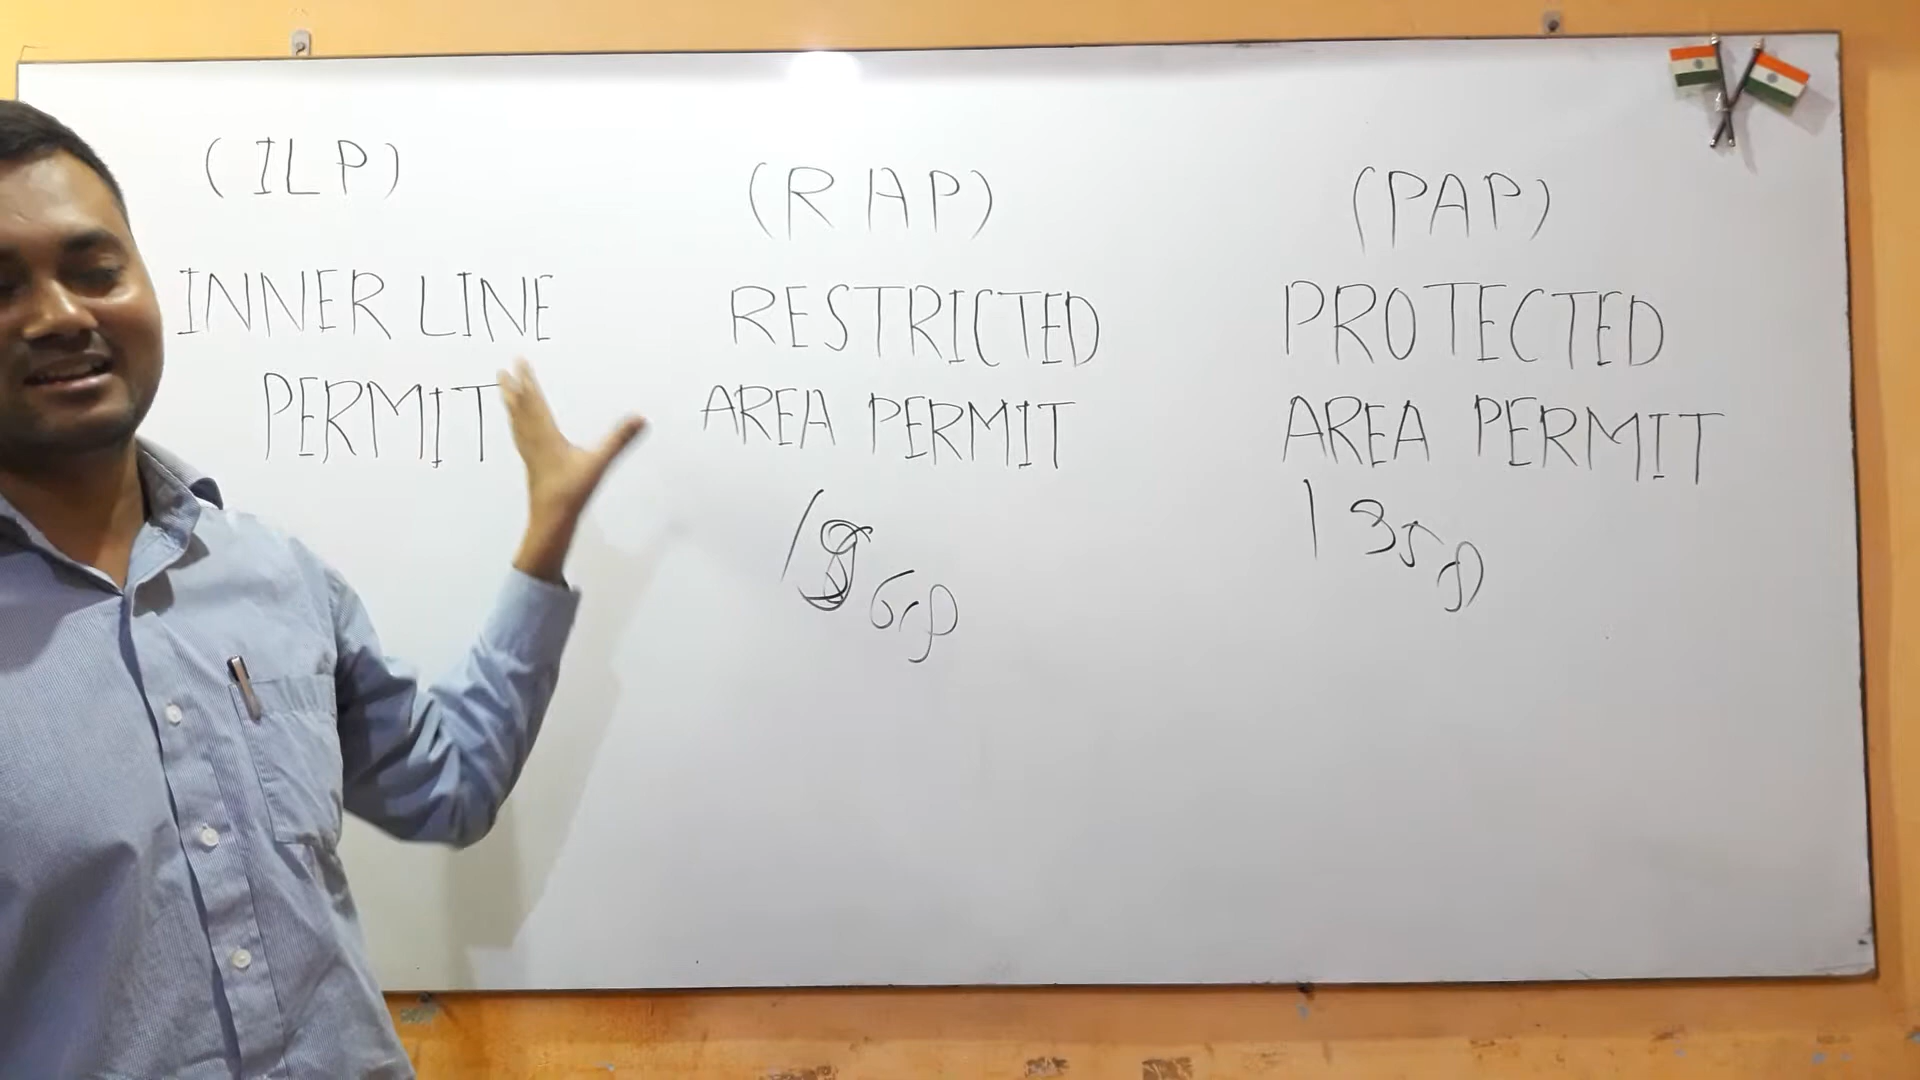 (ILP)
INNER LINE
PERMIT
(RAP)
RESTRICTED
AREA PERMIT
(PAP)
PROTECTED
AREA PERMIT